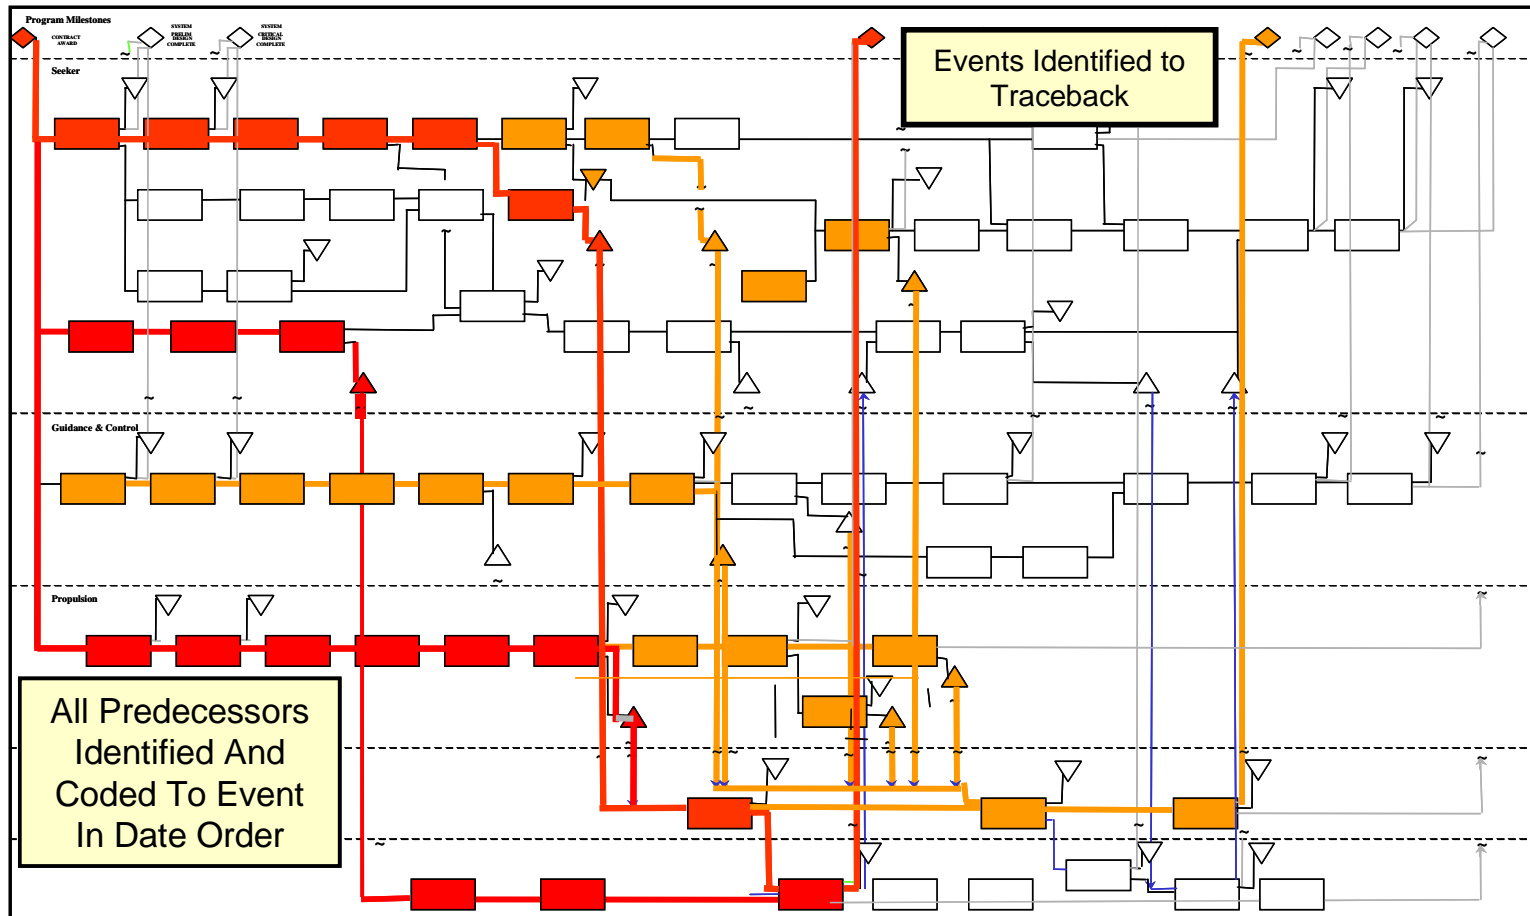 Program Milestones
CONTRACT
AWARD
SYSTEM
PRELIM
DESIGN
COMPLETE
SYSTEM
CRITICAL
DESIGN
COMPLETE
Events Identified to
Traceback
Seeker
Guidance & Control
Propulsion
All Predecessors
Identified And
Coded To Event
In Date Order